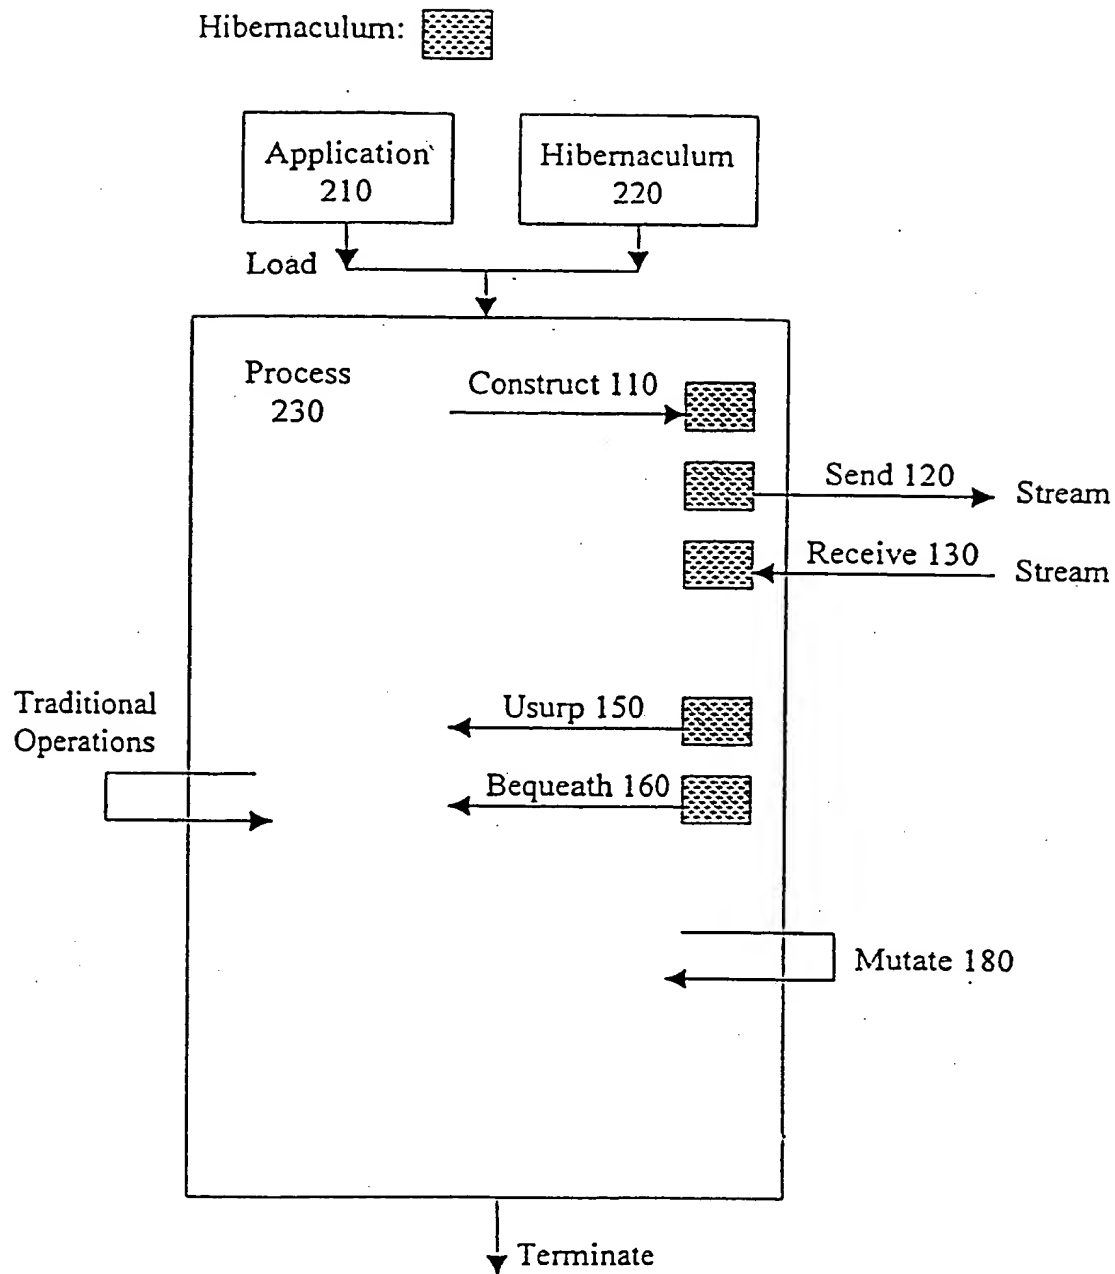 Hibernaculum:
Application
210
Hibernaculum
220
Load
Process
230
Construct 110
Send 120
Stream
Receive 130
Stream
Traditional
Operations
Usurp 150
Bequeath 160
Mutate 180
Terminate